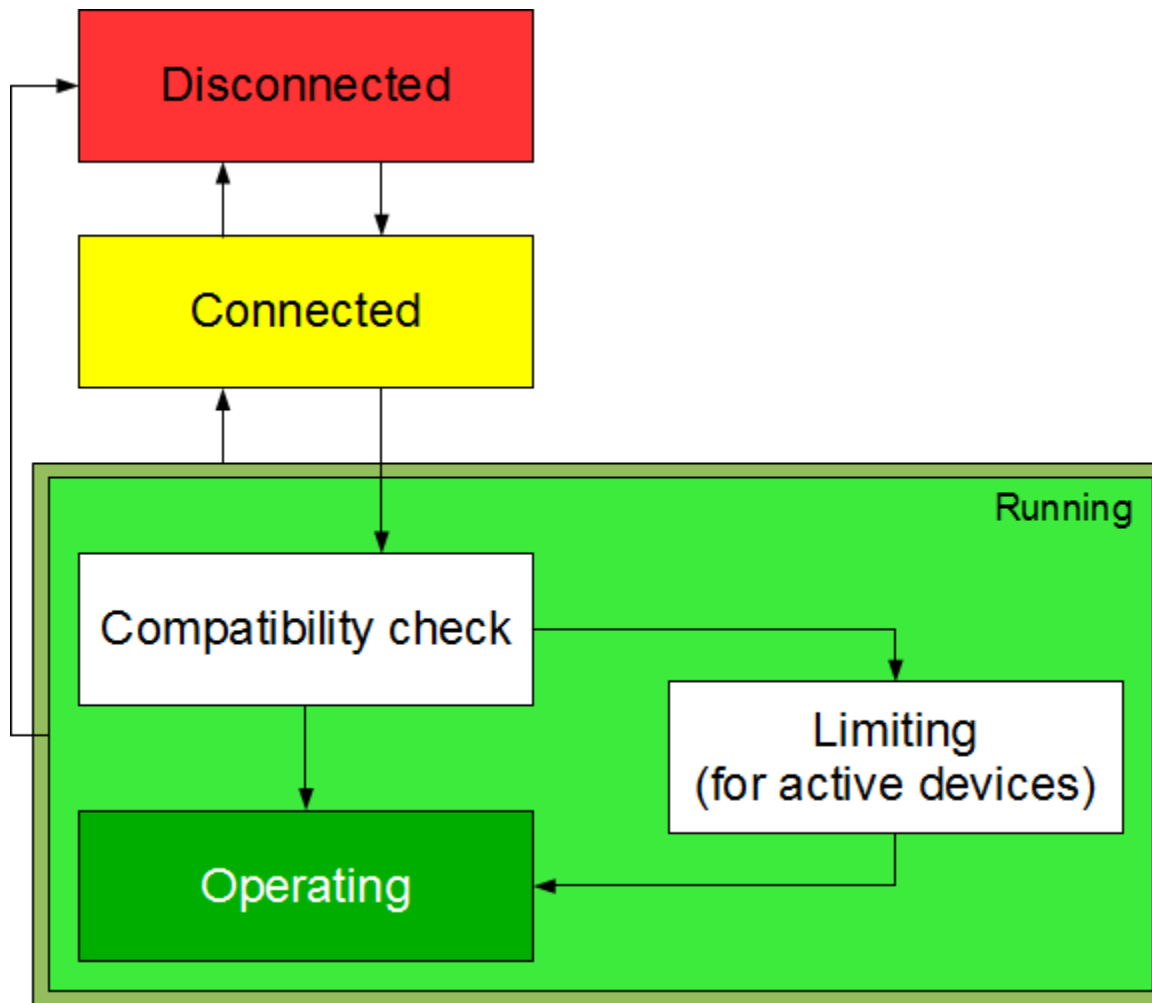 Disconnected
Connected
Running
Compatibility check
Limiting
(for active devices)
Operating